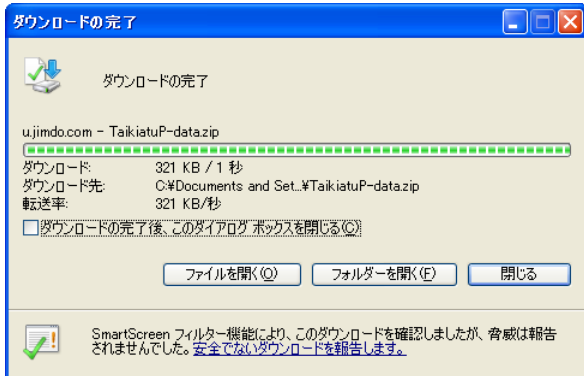 ダウンロードの完了
ダウンロードの完了
u.jimdo.com - TaikiatuP-data.zip
ダウンロード: 321 KB / 1 秒
ダウンロード先: C:¥Documents and Set...¥TaikiatuP-data.zip
転送率: 321 KB/秒
ダウンロードの完了後、このダイアログ ボックスを閉じる(C)
ファイルを開く(O) フォルダーを開く(F) 閉じる
SmartScreen フィルター機能により、このダウンロードを確認しましたが、脅威は報告
されませんでした。安全でないダウンロードを報告します。